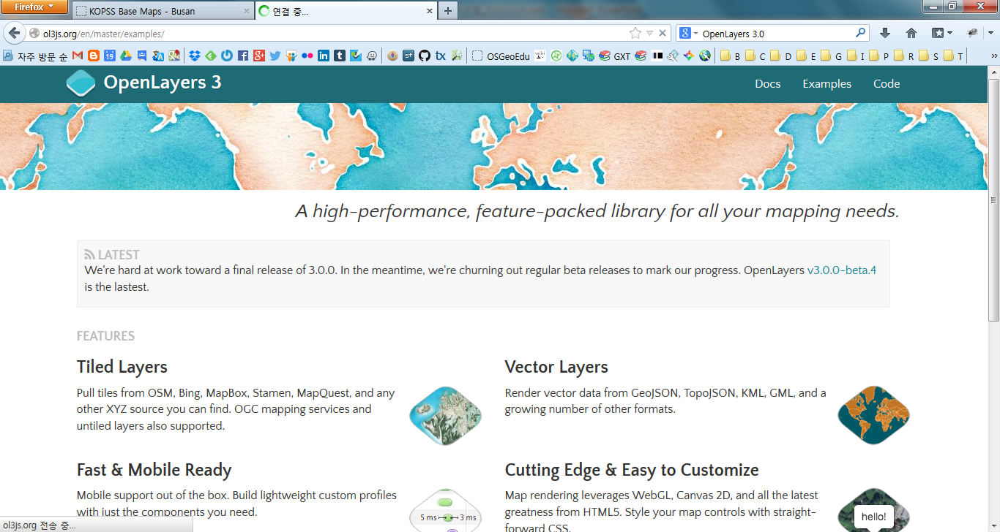 Firefox
KOPSS Base Maps - Busan
연결 중...
ol3js.org/en/master/examples/
OpenLayers 3.0
자주 방문 순
OSGeoEdu
GXT
B
C
D
E
G
I
P
R
S
T
OpenLayers 3
Docs
Examples
Code
A high-performance, feature-packed library for all your mapping needs.
LATEST
We're hard at work toward a final release of 3.0.0. In the meantime, we're churning out regular beta releases to mark our progress. OpenLayers v3.0.0-beta.4
is the lastest.
FEATURES
Tiled Layers
Pull tiles from OSM, Bing, MapBox, Stamen, MapQuest, and any
other XYZ source you can find. OGC mapping services and
untiled layers also supported.
Vector Layers
Render vector data from GeoJSON, TopoJSON, KML, GML, and a
growing number of other formats.
Fast & Mobile Ready
Mobile support out of the box. Build lightweight custom profiles
with just the components you need.
5 ms
3 ms
Cutting Edge & Easy to Customize
Map rendering leverages WebGL, Canvas 2D, and all the latest
greatness from HTML5. Style your map controls with straight-
forward CSS.
hello!
ol3js.org 전송 중...